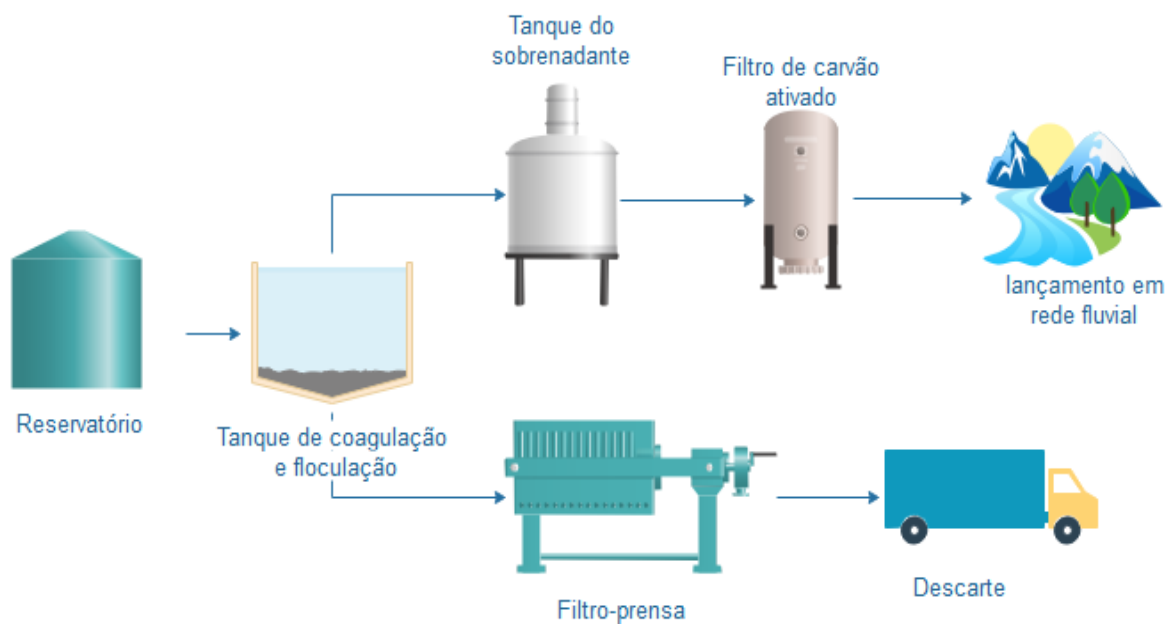 Tanque do
sobrenadante
Filtro de carvão
ativado
lançamento em
rede fluvial
Reservatório
Tanque de coagulação
e floculação
Filtro-prensa
Descarte